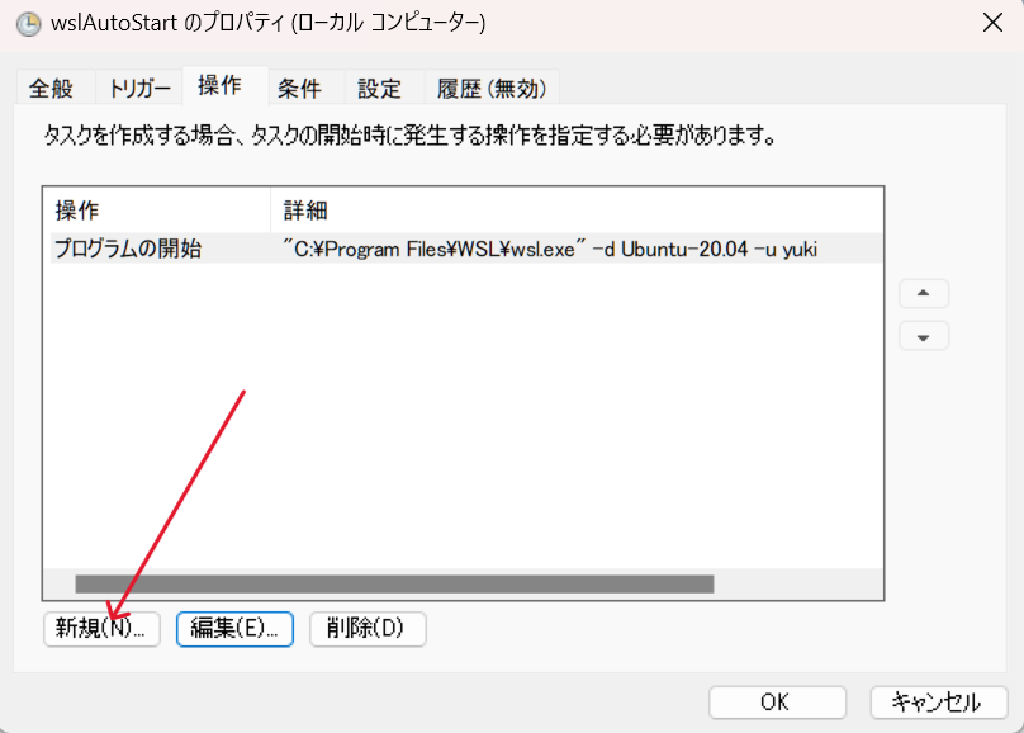 wslAutoStart のプロパティ (ローカル コンピューター)
全般 トリガー 操作 条件 設定 履歴 (無効)
タスクを作成する場合、タスクの開始時に発生する操作を指定する必要があります。
操作 詳細
プログラムの開始 "C:¥Program Files¥WSL¥wsl.exe" -d Ubuntu-20.04 -u yuki
新規(N)... 編集(E)... 削除(D)
OK キャンセル